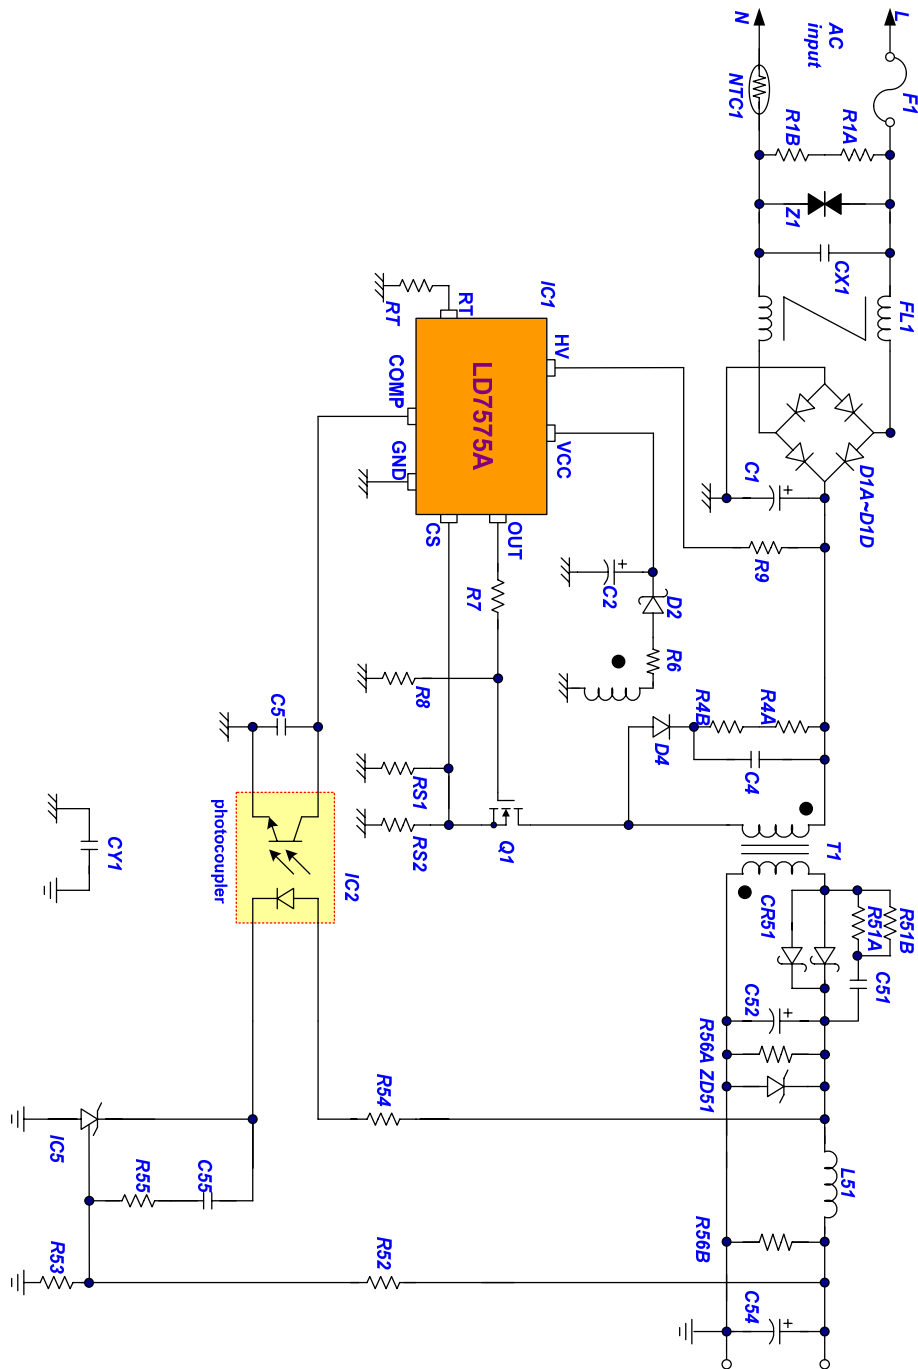 L
F1
AC
input
N
NTC1
R1A
R1B
Z1
CX1
FL1
D1A~D1D
C1
R9
R4A
R4B
C4
D4
T1
R51B
R51A
C51
CR51
C52
R56A
ZD51
L51
R56B
C54
IC1
HV
VCC
RT
LD7575A
COMP
GND
CS
OUT
RT
D2
C2
R6
R7
R8
Q1
RS1
RS2
C5
photocoupler
IC2
CY1
R54
IC5
C55
R55
R52
R53